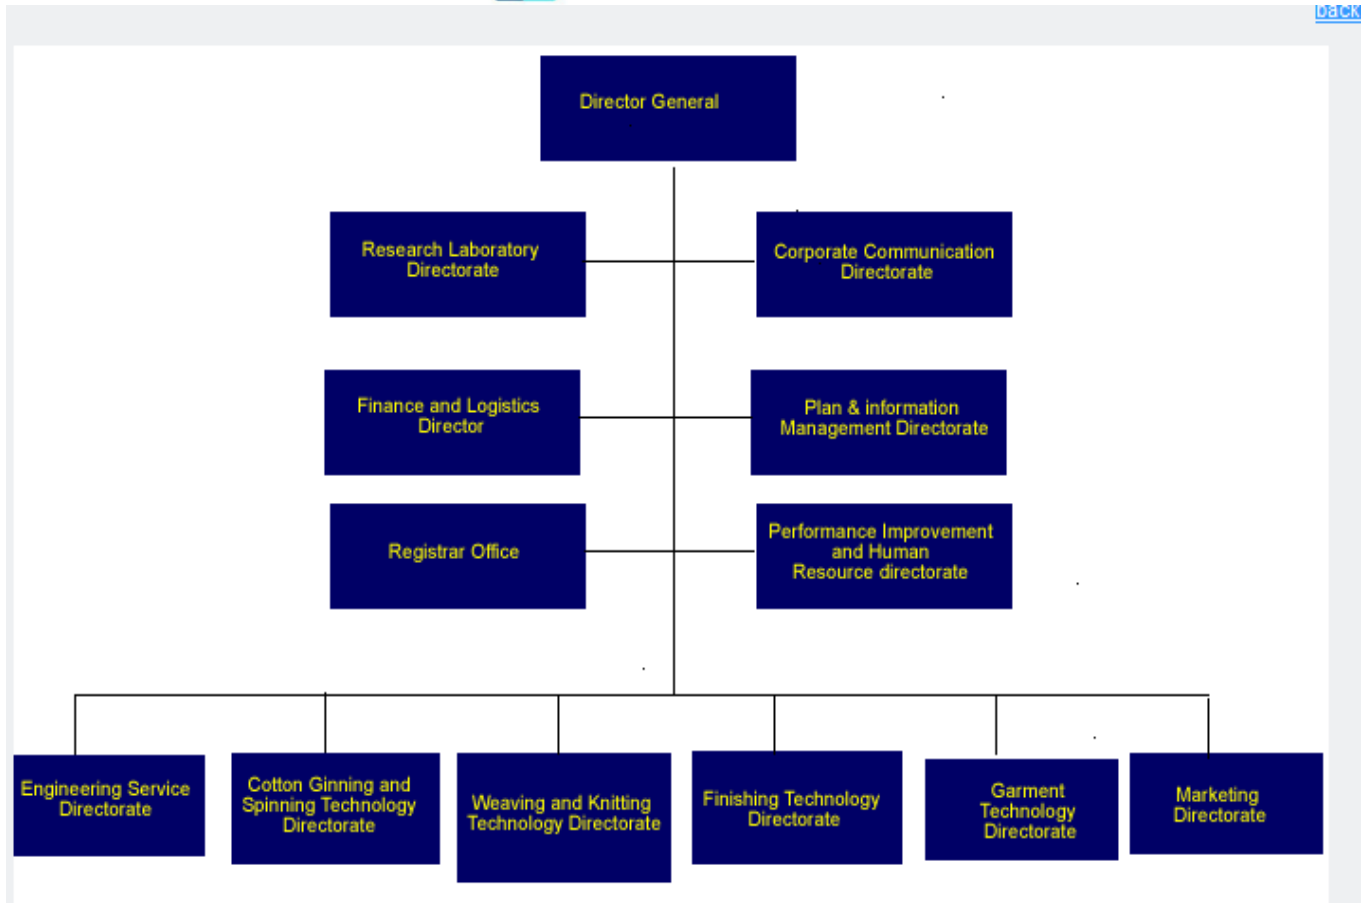 back
Director General
Research Laboratory
Directorate
Corporate Communication
Directorate
Finance and Logistics
Director
Plan & information
Management Directorate
Registrar Office
Performance Improvement
and Human
Resource directorate
Engineering Service
Directorate
Cotton Ginning and
Spinning Technology
Directorate
Weaving and Knitting
Technology Directorate
Finishing Technology
Directorate
Garment
Technology
Directorate
Marketing
Directorate